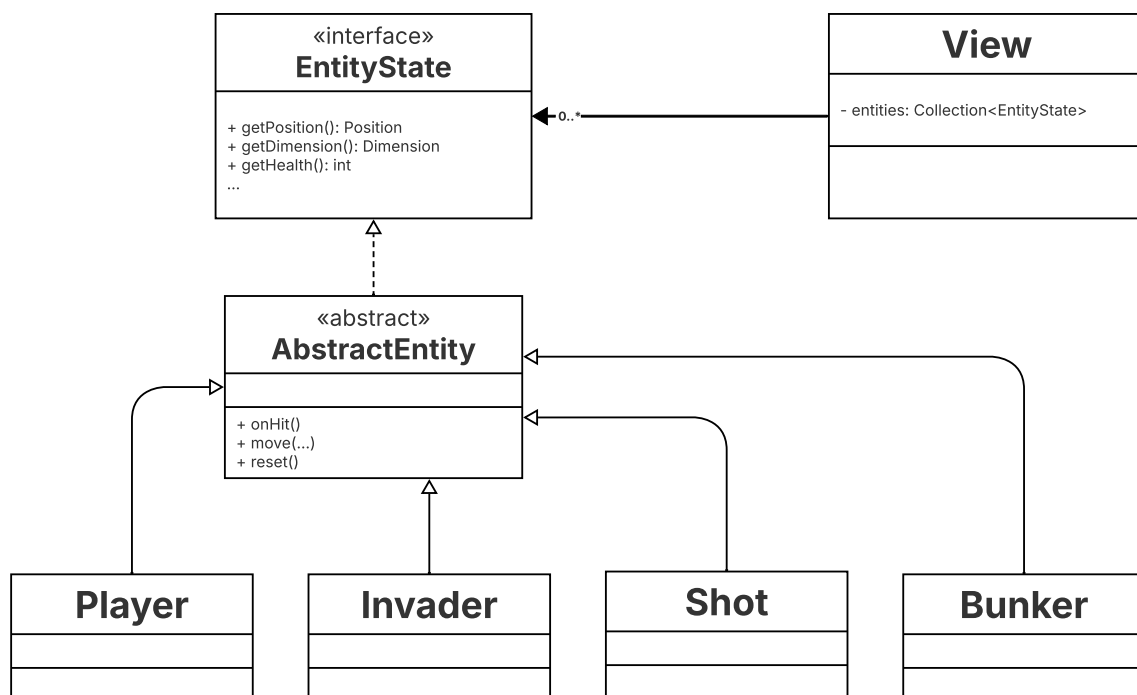 «interface»
EntityState
+ getPosition(): Position
+ getDimension(): Dimension
+ getHealth(): int
...
0..*
View
- entities: Collection<EntityState>
«abstract»
AbstractEntity
+ onHit()
+ move(...)
+ reset()
Player
Invader
Shot
Bunker